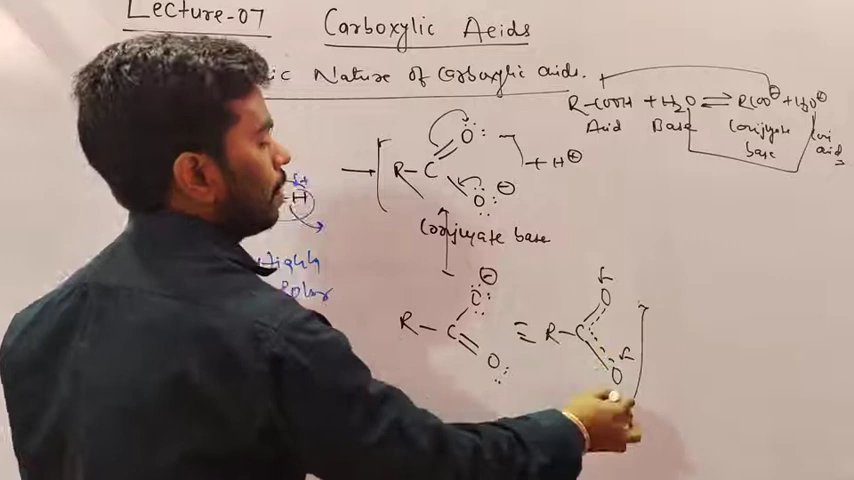 Lecture-07
Carboxylic Acids
ic Nature of Carboxylic acids.
R-COOH + H2O ⇌ RCOO⊖ + H3O⊕
Acid Base Conjugate base
acid
R-C
O
O ⊖
+ H⊕
Conjugate base
δ+
H
Highly
Polar
⊖
O
R-C
O
≡
R-C
O
O